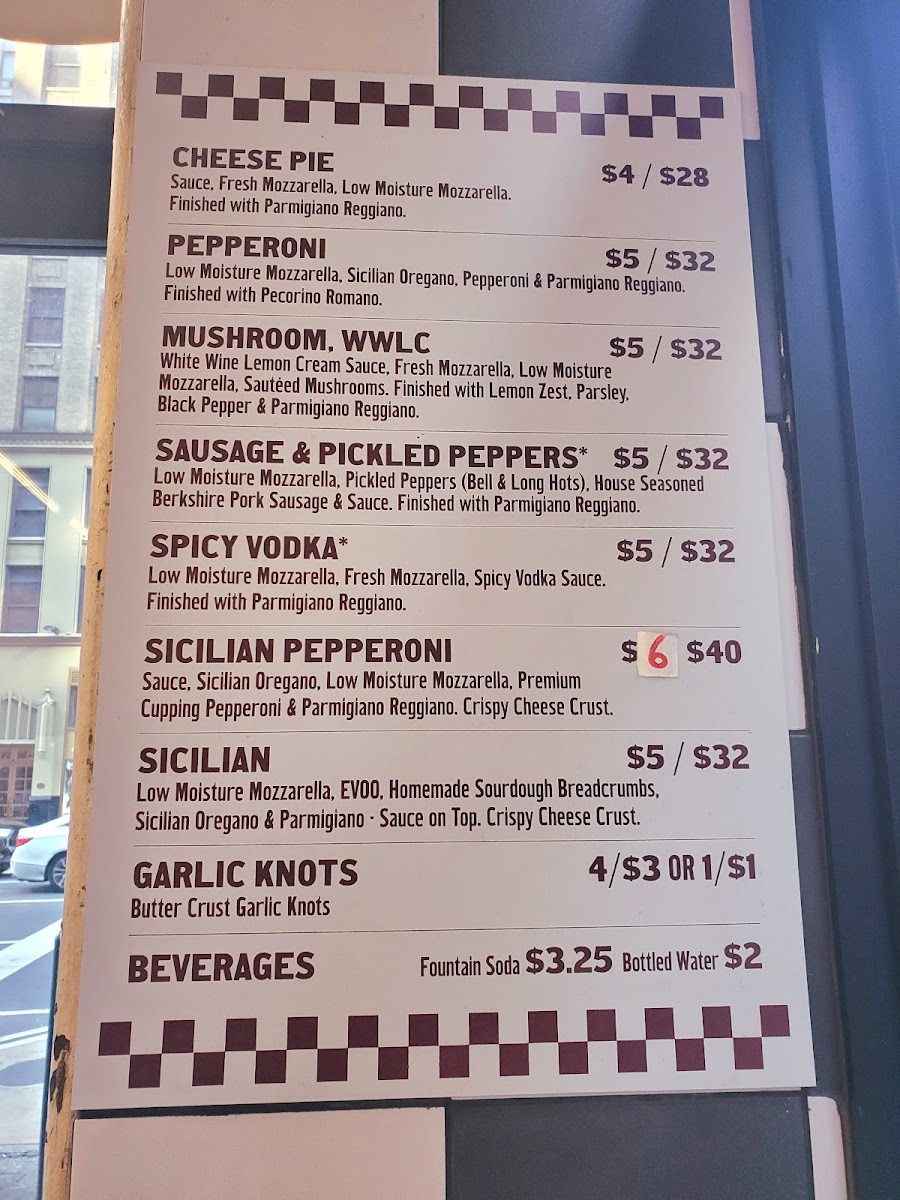 CHEESE PIE $4 / $28
Sauce, Fresh Mozzarella, Low Moisture Mozzarella.
Finished with Parmigiano Reggiano.
PEPPERONI $5 / $32
Low Moisture Mozzarella, Sicilian Oregano, Pepperoni & Parmigiano Reggiano.
Finished with Pecorino Romano.
MUSHROOM, WWLC $5 / $32
White Wine Lemon Cream Sauce, Fresh Mozzarella, Low Moisture
Mozzarella, Sautéed Mushrooms. Finished with Lemon Zest, Parsley,
Black Pepper & Parmigiano Reggiano.
SAUSAGE & PICKLED PEPPERS* $5 / $32
Low Moisture Mozzarella, Pickled Peppers (Bell & Long Hots), House Seasoned
Berkshire Pork Sausage & Sauce. Finished with Parmigiano Reggiano.
SPICY VODKA* $5 / $32
Low Moisture Mozzarella, Fresh Mozzarella, Spicy Vodka Sauce.
Finished with Parmigiano Reggiano.
SICILIAN PEPPERONI $6 $40
Sauce, Sicilian Oregano, Low Moisture Mozzarella, Premium
Cupping Pepperoni & Parmigiano Reggiano. Crispy Cheese Crust.
SICILIAN $5 / $32
Low Moisture Mozzarella, EVOO, Homemade Sourdough Breadcrumbs,
Sicilian Oregano & Parmigiano - Sauce on Top. Crispy Cheese Crust.
GARLIC KNOTS 4/$3 OR 1/$1
Butter Crust Garlic Knots
BEVERAGES Fountain Soda $3.25 Bottled Water $2